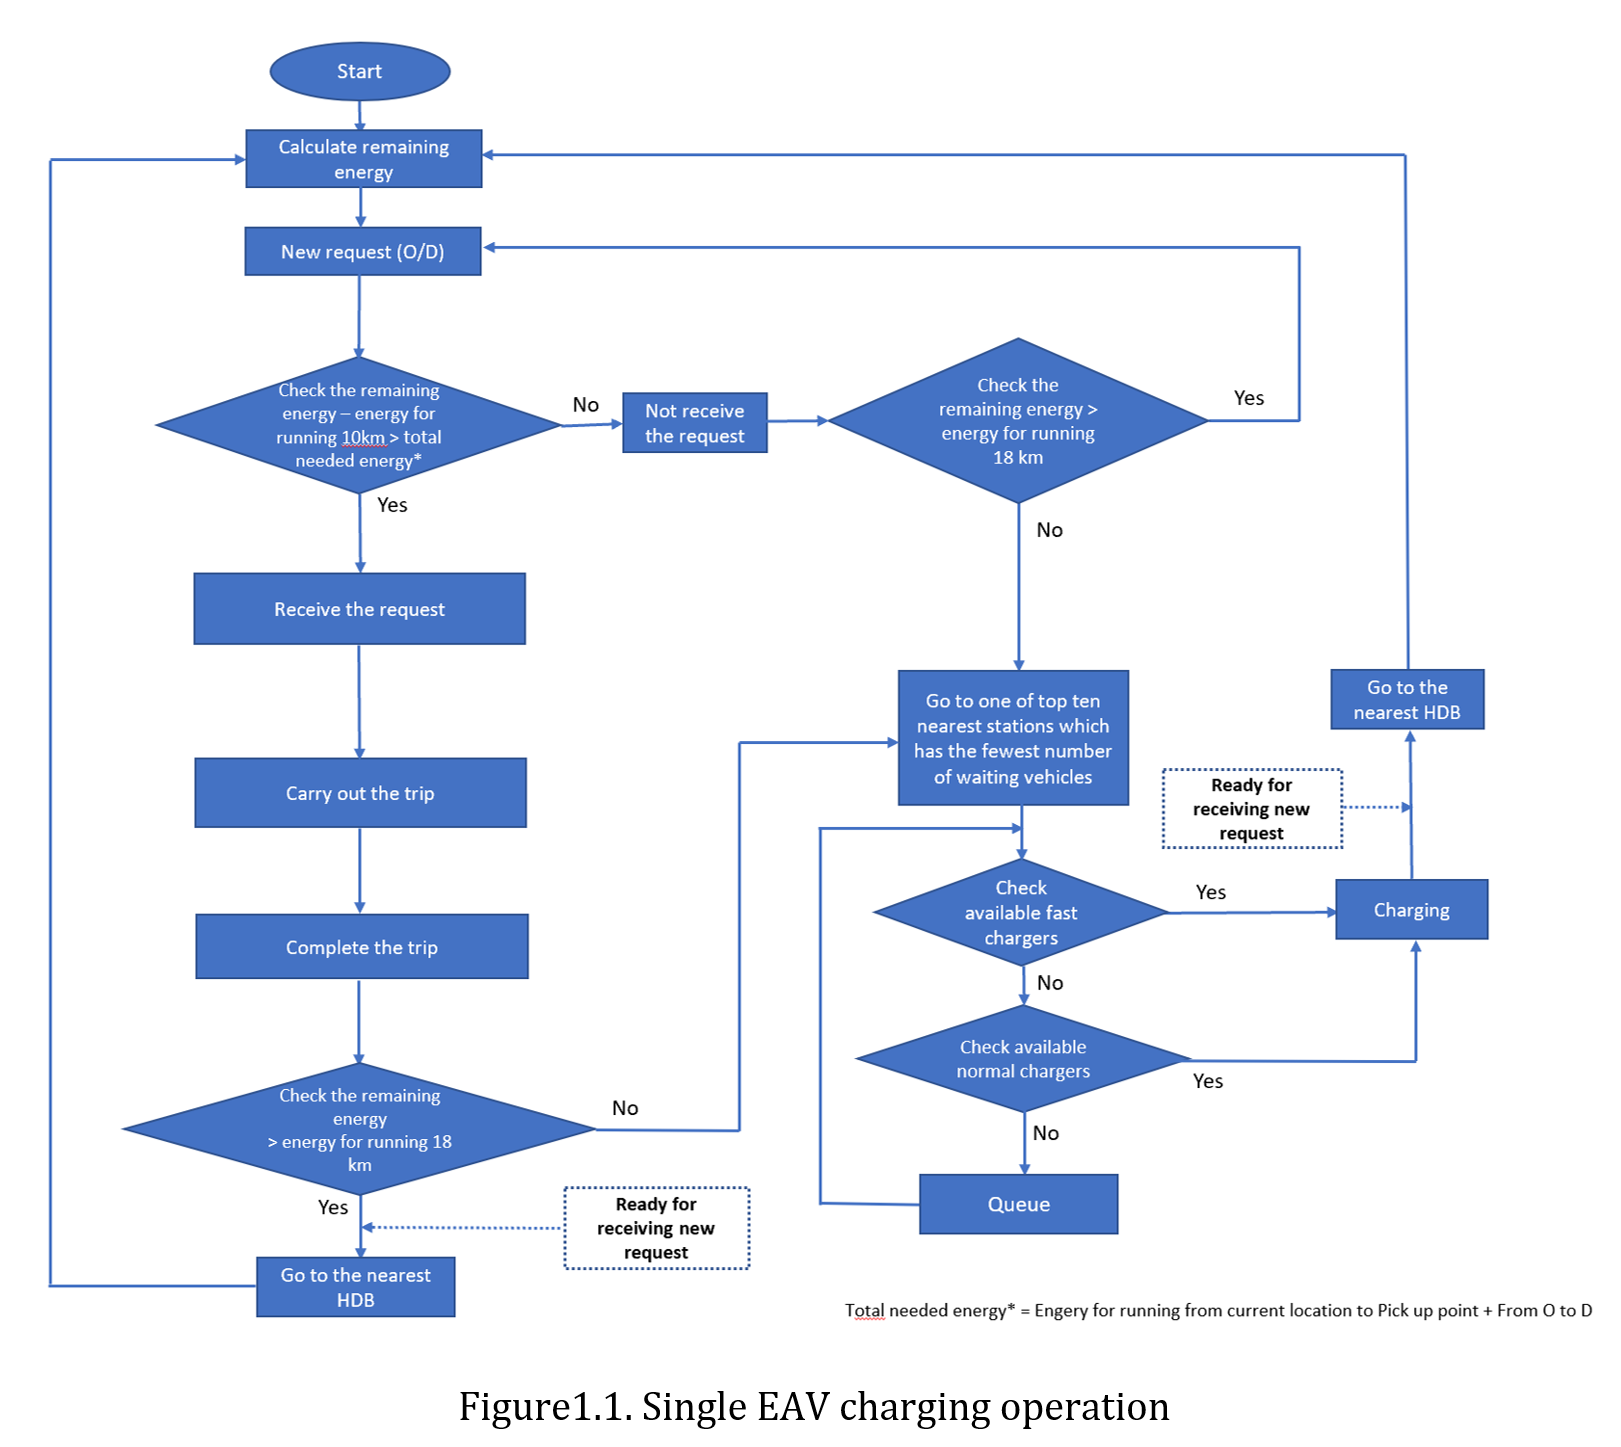 Start
Calculate remaining
energy
New request (O/D)
Check the remaining
energy – energy for
running 10km > total
needed energy*
No
Not receive
the request
Check the
remaining energy >
energy for running
18 km
Yes
Yes
No
Receive the request
Carry out the trip
Complete the trip
Check the remaining
energy
> energy for running 18
km
No
Yes
Ready for
receiving new
request
Go to the nearest
HDB
Go to one of top ten
nearest stations which
has the fewest number
of waiting vehicles
Go to the
nearest HDB
Ready for
receiving new
request
Check
available fast
chargers
Yes
Charging
No
Check available
normal chargers
Yes
No
Queue
Total needed energy* = Engery for running from current location to Pick up point + From O to D
Figure1.1. Single EAV charging operation